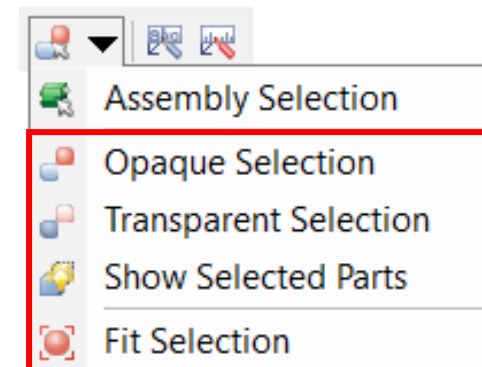 Assembly Selection
Opaque Selection
Transparent Selection
Show Selected Parts
Fit Selection